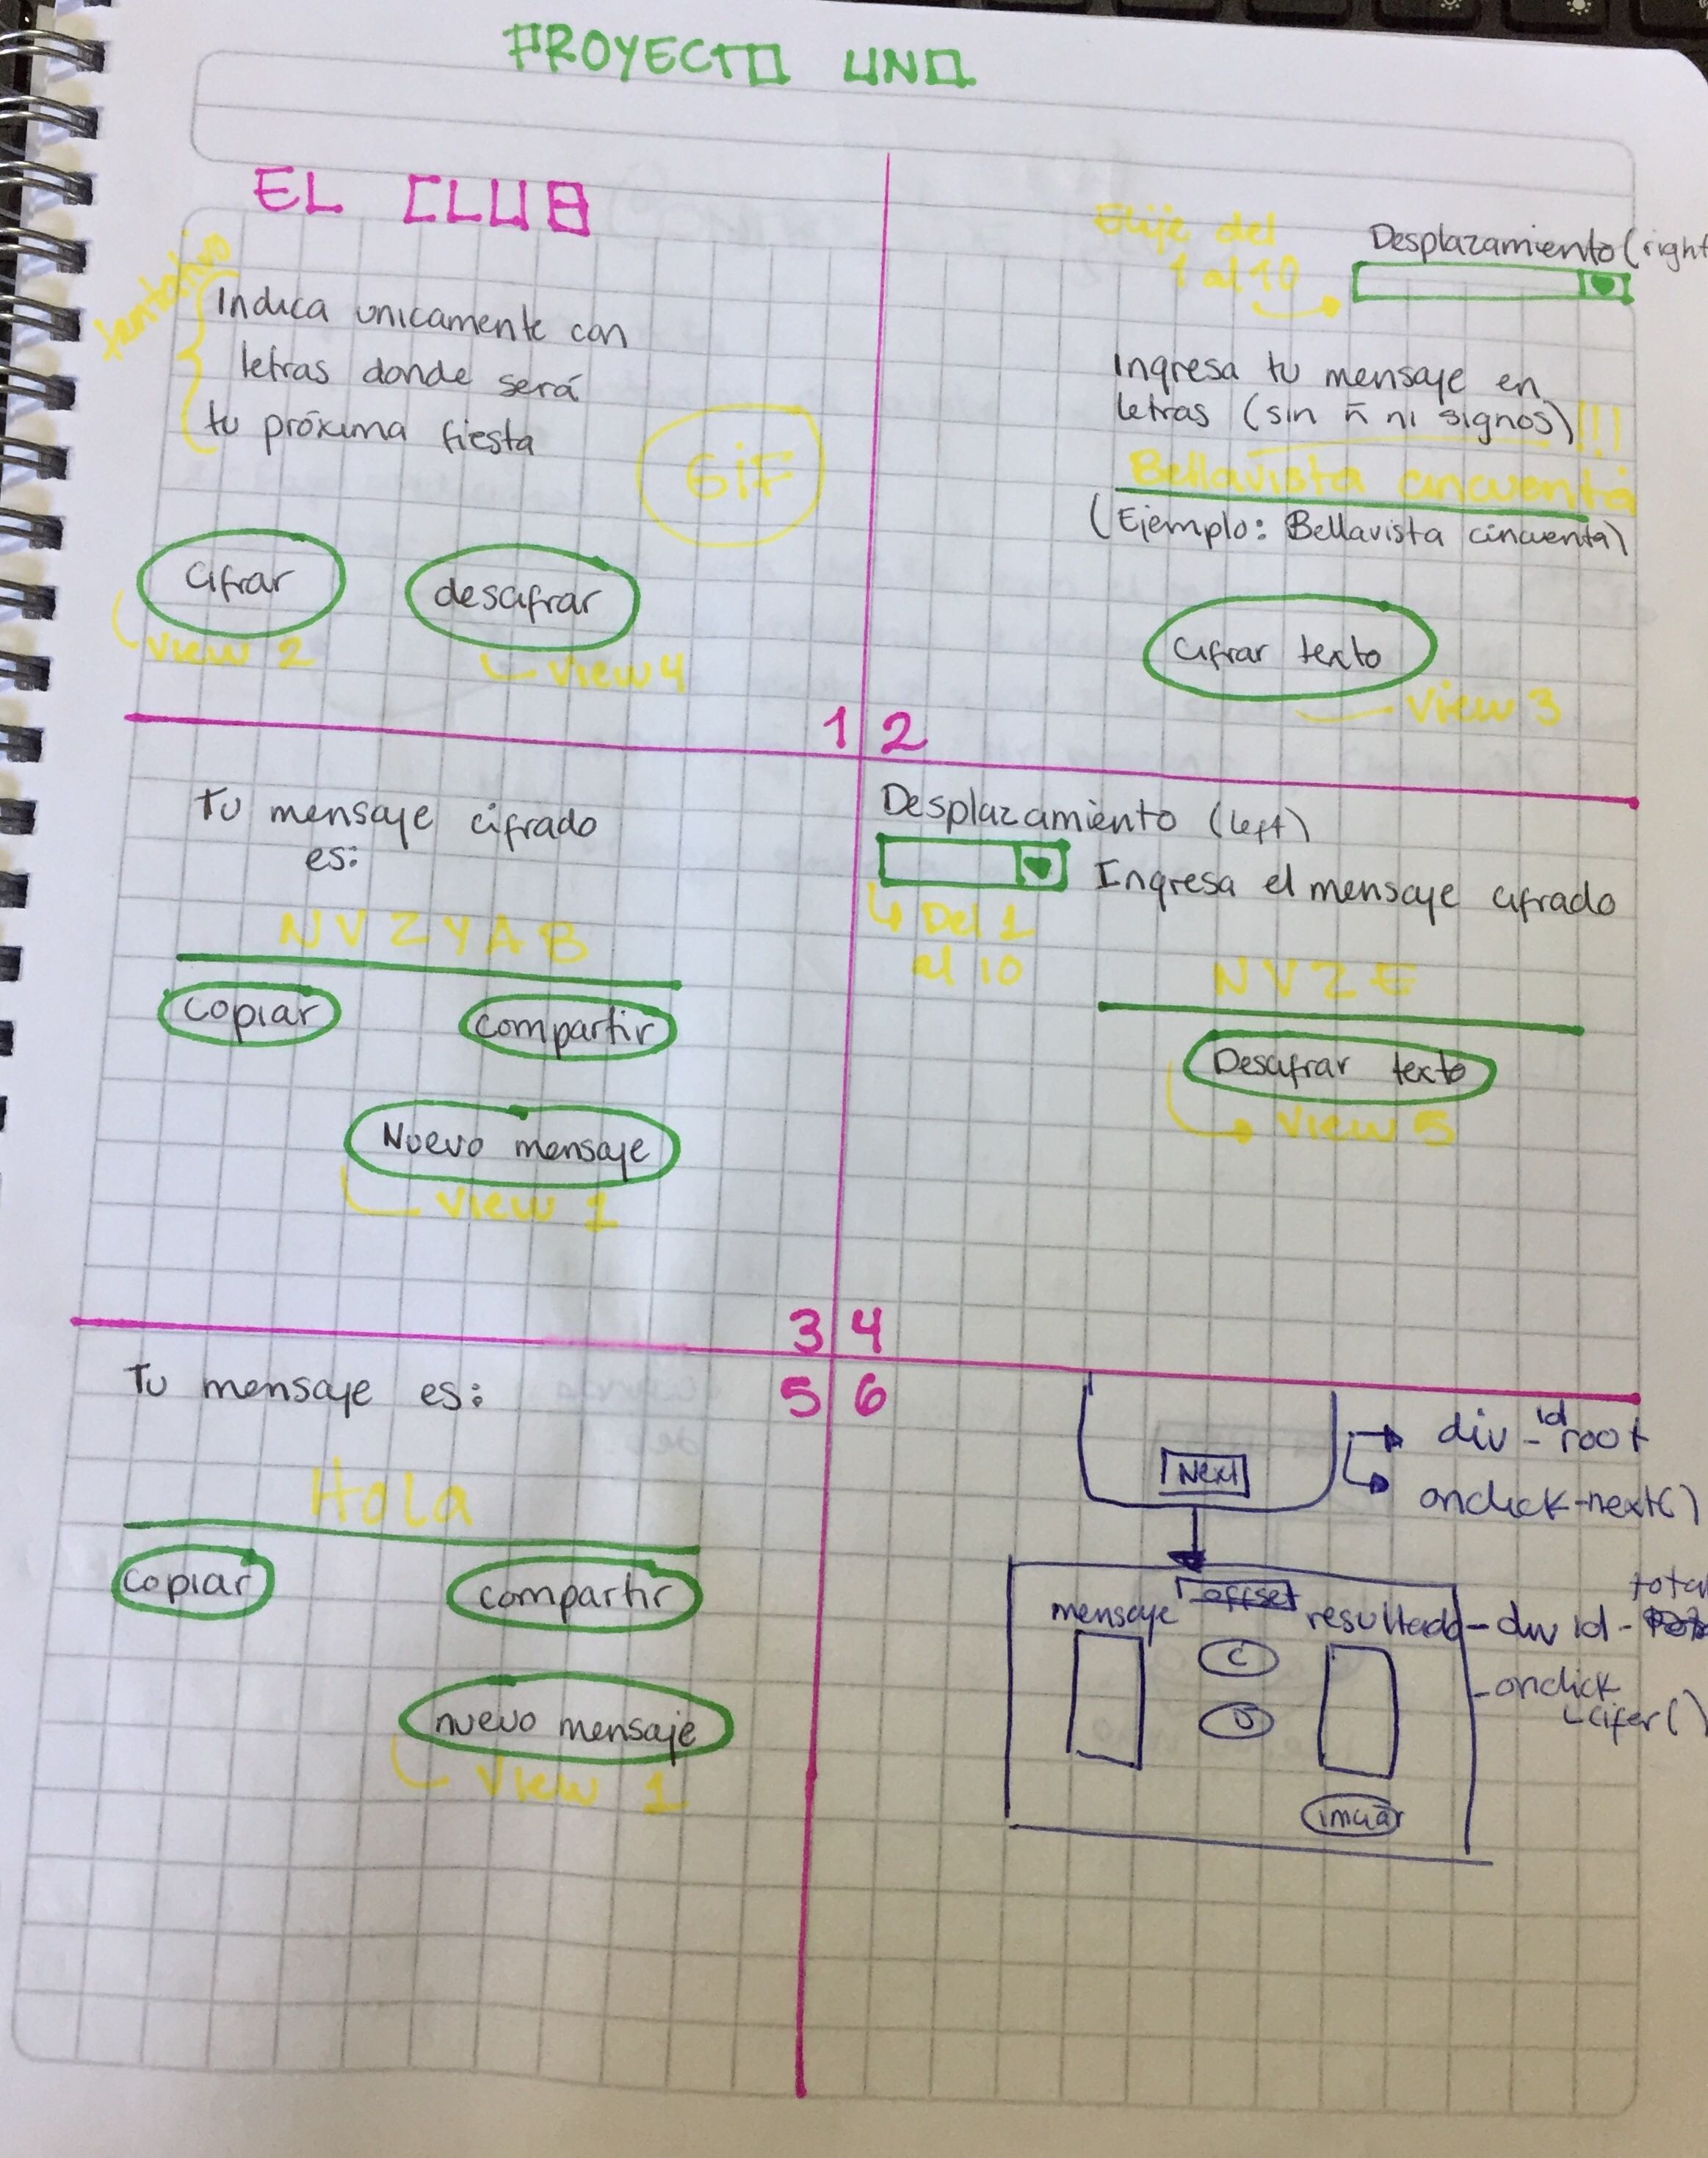 PROYECTO UNO
EL CLUB
tentativo
Indica unicamente con
letras donde será
tu próxima fiesta
GiF
Cifrar
descifrar
View 2
View 4
1
Elije del
1 al 10
Desplazamiento (right
Ingresa tu mensaje en
letras (sin ñ ni signos)!!!
Bellavista cincuenta
(Ejemplo: Bellavista cincuenta)
Cifrar texto
View 3
2
Tu mensaje cifrado
es:
NVZYAB
Copiar
compartir
Nuevo mensaje
View 1
3
Desplazamiento (left)
Ingresa el mensaje cifrado
Del 1
al 10
NVZE
Descifrar texto
View 5
4
Tu mensaje es:
5
Hola
Copiar
compartir
nuevo mensaje
View 1
6
Next
div - id root
onclick - next()
offset
mensaje
resultado - div id - total
C
D
onclick
cifer()